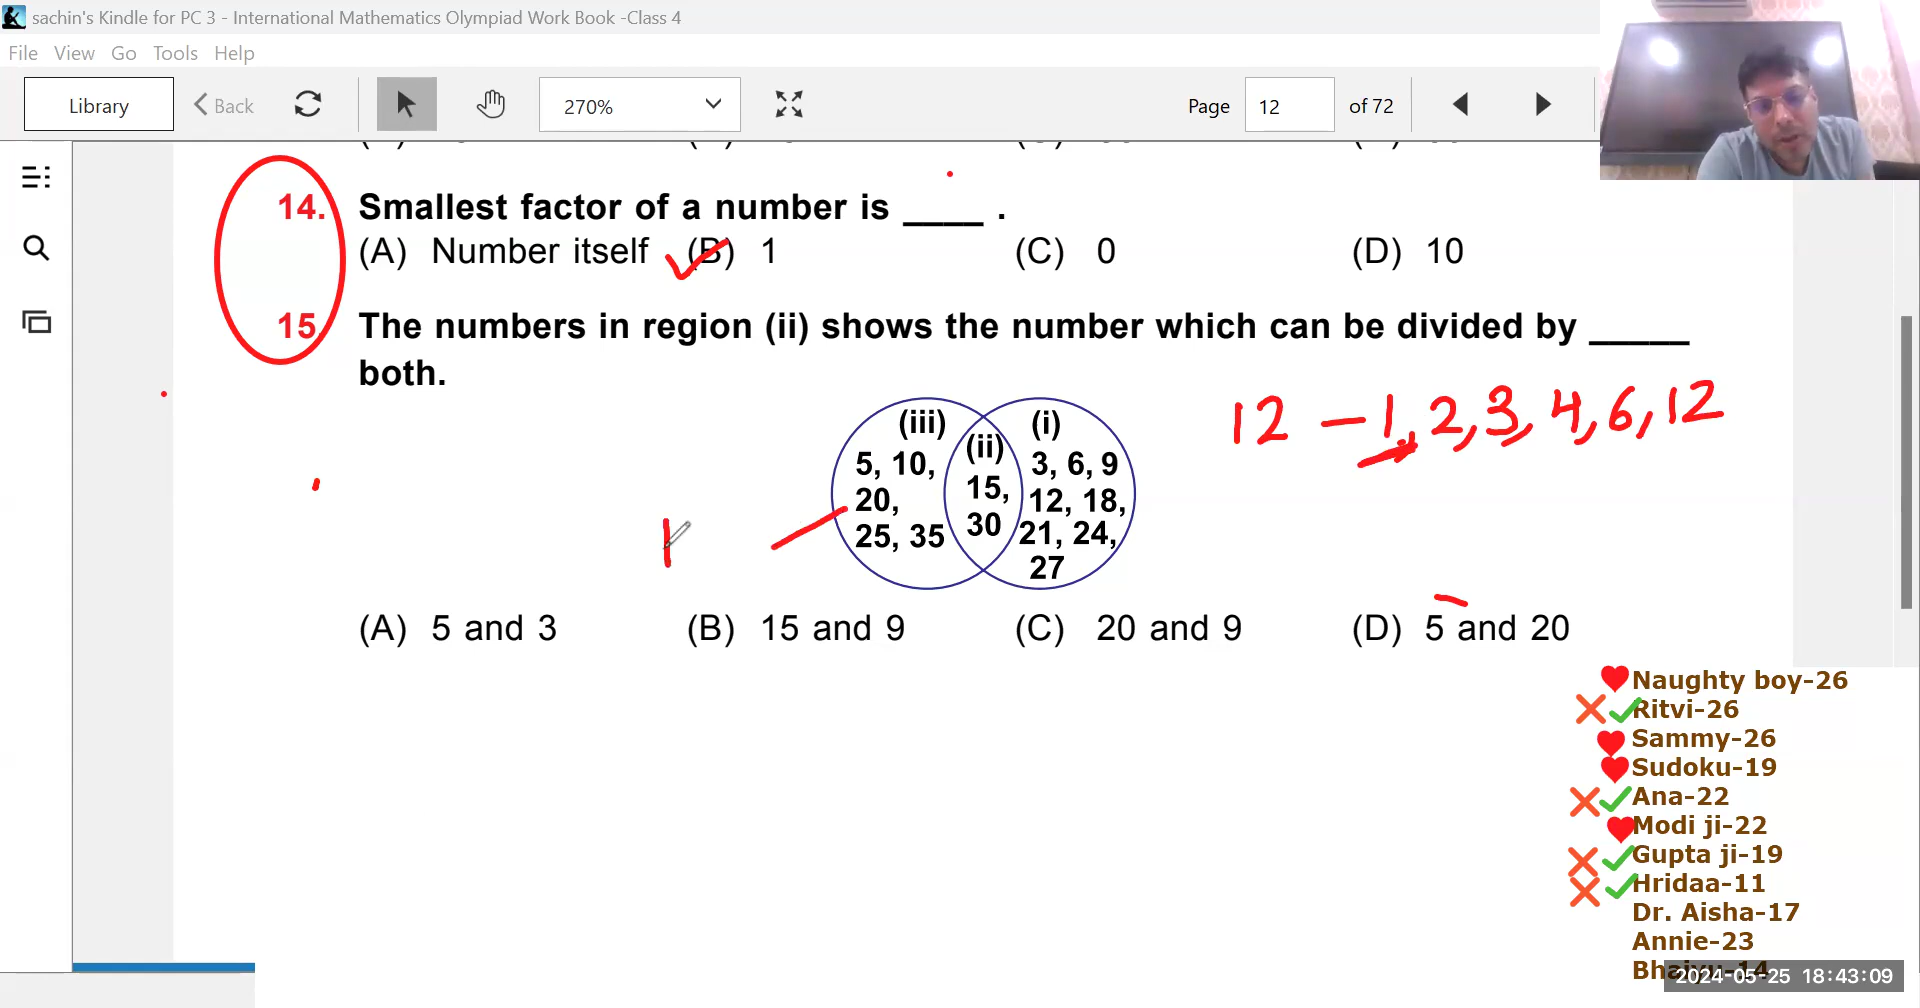 sachin's Kindle for PC 3 - International Mathematics Olympiad Work Book -Class 4
File View Go Tools Help
Library Back 270% Page 12 of 72
14. Smallest factor of a number is ____ .
(A) Number itself (B) 1 (C) 0 (D) 10
15. The numbers in region (ii) shows the number which can be divided by _____
both.
12 - 1, 2, 3, 4, 6, 12
(iii) (ii) (i)
5, 10, 15, 3, 6, 9
20, 30 12, 18,
25, 35 21, 24,
27
(A) 5 and 3 (B) 15 and 9 (C) 20 and 9 (D) 5 and 20
Naughty boy-26
Ritvi-26
Sammy-26
Sudoku-19
Ana-22
Modi ji-22
Gupta ji-19
Hridaa-11
Dr. Aisha-17
Annie-23
2024-05-25 18:43:09